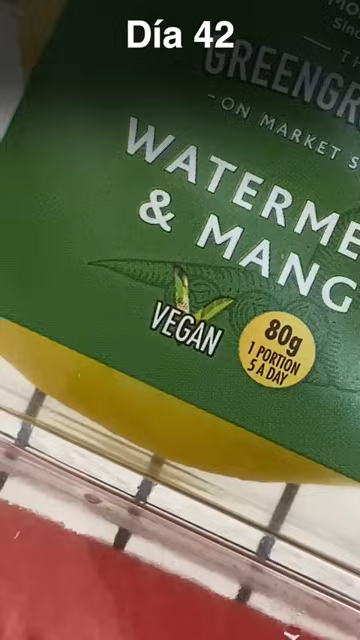 Día 42
GREENGR
-ON MARKET S
WATERME
& MANG
VEGAN
80g
1 PORTION
5 A DAY